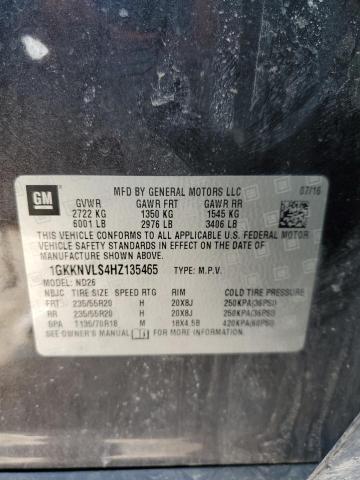 GM
MFD BY GENERAL MOTORS LLC 07/16
GVWR GAWR FRT GAWR RR
2722 KG 1350 KG 1545 KG
6001 LB 2976 LB 3406 LB
THIS VEHICLE CONFORMS TO ALL APPLICABLE U.S. FEDERAL
MOTOR VEHICLE SAFETY STANDARDS IN EFFECT ON THE DATE OF
MANUFACTURE SHOWN ABOVE.
1GKKNVLS4HZ135465 TYPE: M.P.V.
MODEL: ND26
NBJC TIRE SIZE SPEED RTG RIM COLD TIRE PRESSURE
FRT 235/55R20 H 20X8J 250KPA(36PSI)
RR 235/55R20 H 20X8J 250KPA(36PSI)
SPA T135/70R18 M 18X4.5B 420KPA(60PSI)
SEE OWNER'S MANUAL FOR ADDITIONAL INFORMATION